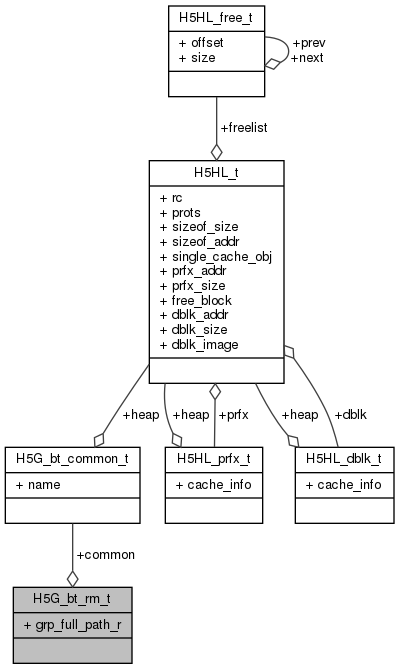 H5HL_free_t
+ offset
+ size
+prev
+next
+freelist
H5HL_t
+ rc
+ prots
+ sizeof_size
+ sizeof_addr
+ single_cache_obj
+ prfx_addr
+ prfx_size
+ free_block
+ dblk_addr
+ dblk_size
+ dblk_image
+heap
+heap
+prfx
+heap
+dblk
H5G_bt_common_t
+ name
H5HL_prfx_t
+ cache_info
H5HL_dblk_t
+ cache_info
+common
H5G_bt_rm_t
+ grp_full_path_r